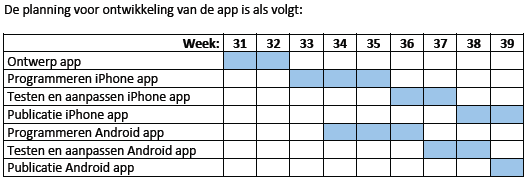 De planning voor ontwikkeling van de app is als volgt:
Week: 31 32 33 34 35 36 37 38 39
Ontwerp app
Programmeren iPhone app
Testen en aanpassen iPhone app
Publicatie iPhone app
Programmeren Android app
Testen en aanpassen Android app
Publicatie Android app